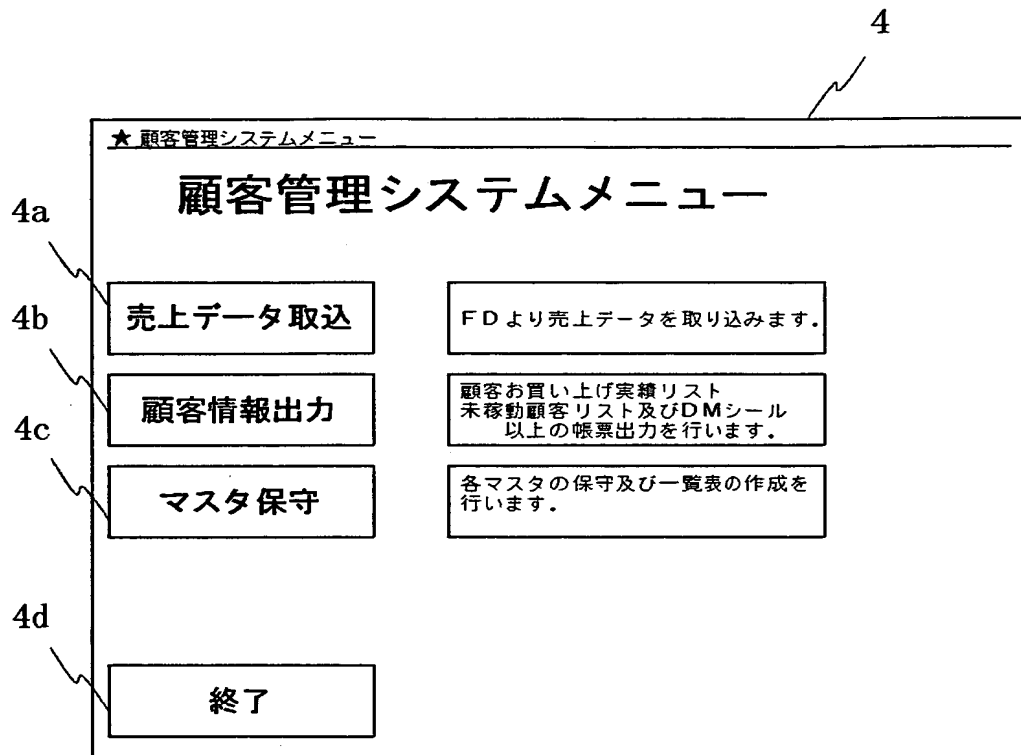 4
★ 顧客管理システムメニュー
顧客管理システムメニュー
4a
売上データ取込
FDより売上データを取り込みます.
4b
顧客情報出力
顧客お買い上げ実績リスト
未稼動顧客リスト及びDMシール
以上の帳票出力を行います.
4c
マスタ保守
各マスタの保守及び一覧表の作成を
行います.
4d
終了